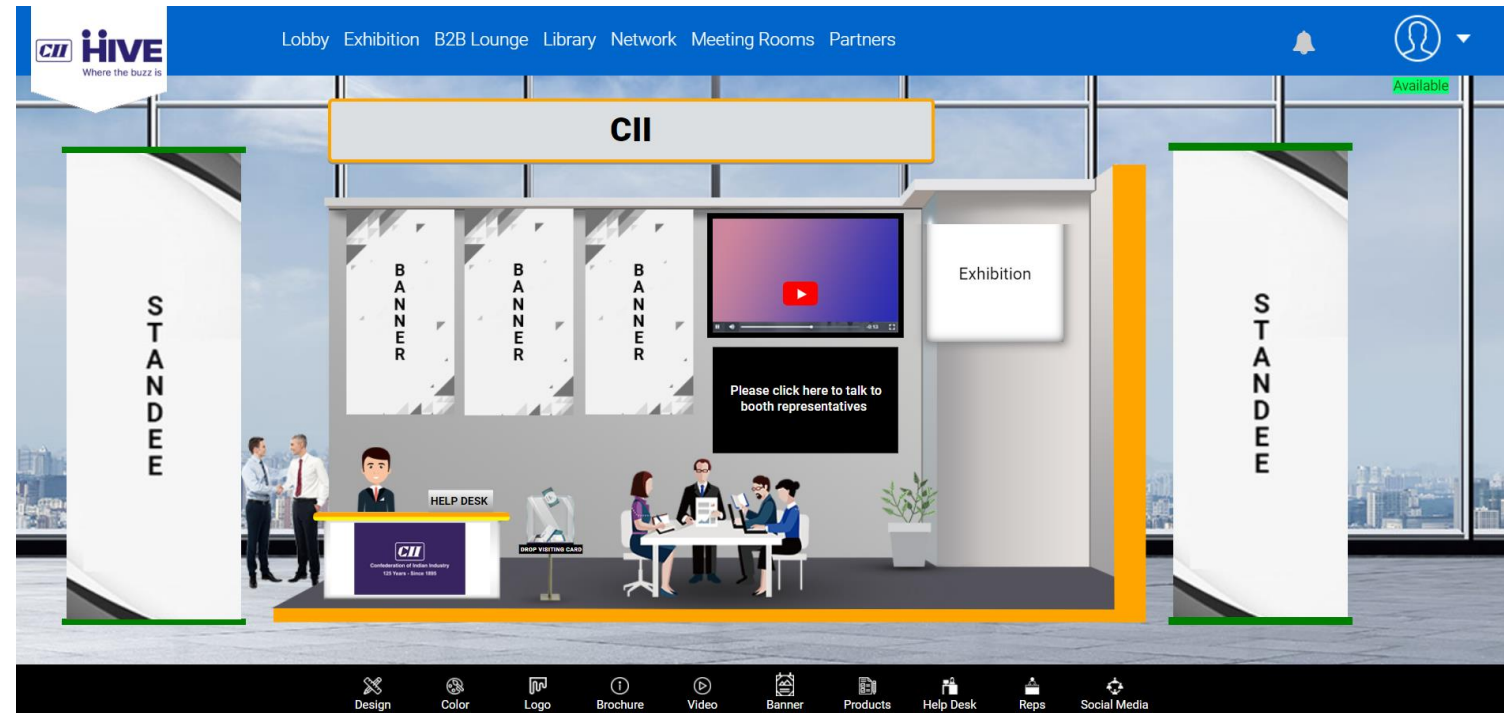 CII HIVE
Where the buzz is
Lobby Exhibition B2B Lounge Library Network Meeting Rooms Partners
Available
CII
STANDEE
BANNER
BANNER
BANNER
-0:13
Exhibition
Please click here to talk to
booth representatives
STANDEE
HELP DESK
DROP VISITING CARD
CII
Confederation of Indian Industry
125 Years - Since 1895
Design Color Logo Brochure Video Banner Products Help Desk Reps Social Media